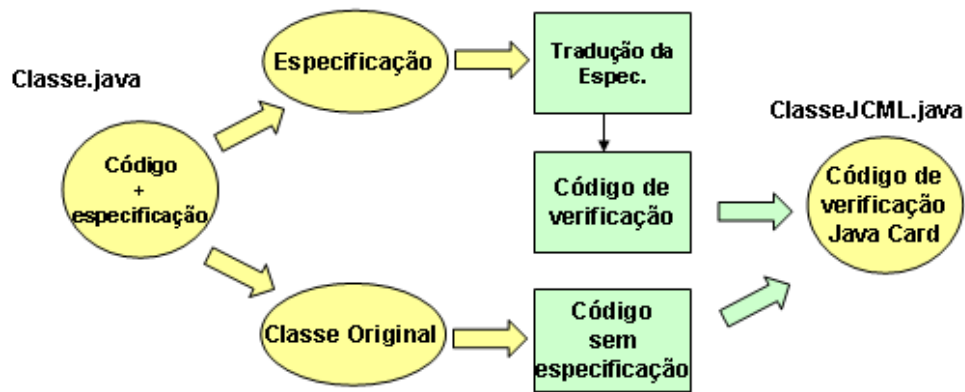 Classe.java
Código
+
especificação
Especificação
Tradução da
Espec.
Código de
verificação
Classe Original
Código
sem
especificação
ClasseJCML.java
Código de
verificação
Java Card